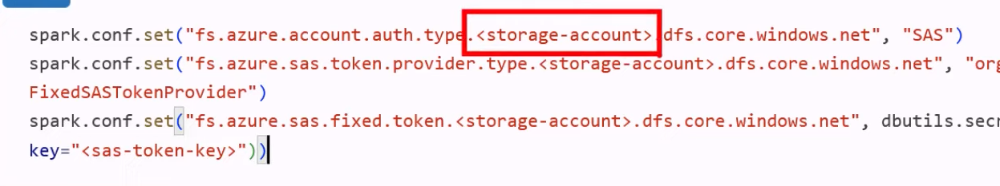 spark.conf.set("fs.azure.account.auth.type.<storage-account>.dfs.core.windows.net", "SAS")
spark.conf.set("fs.azure.sas.token.provider.type.<storage-account>.dfs.core.windows.net", "org
FixedSASTokenProvider")
spark.conf.set("fs.azure.sas.fixed.token.<storage-account>.dfs.core.windows.net", dbutils.secr
key="<sas-token-key>"))